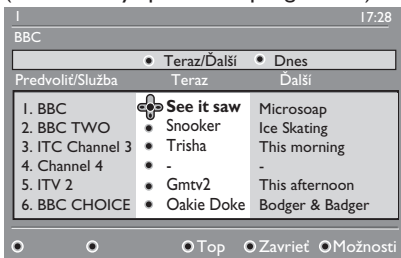 1 17:28
BBC
Teraz/Ďalší Dnes
Predvoliť/Služba Teraz Ďalší
1. BBC See it saw Microsoap
2. BBC TWO Snooker Ice Skating
3. ITC Channel 3 Trisha This morning
4. Channel 4 - -
5. ITV 2 Gmtv2 This afternoon
6. BBC CHOICE Oakie Doke Bodger & Badger
Top Zavrieť Možnosti